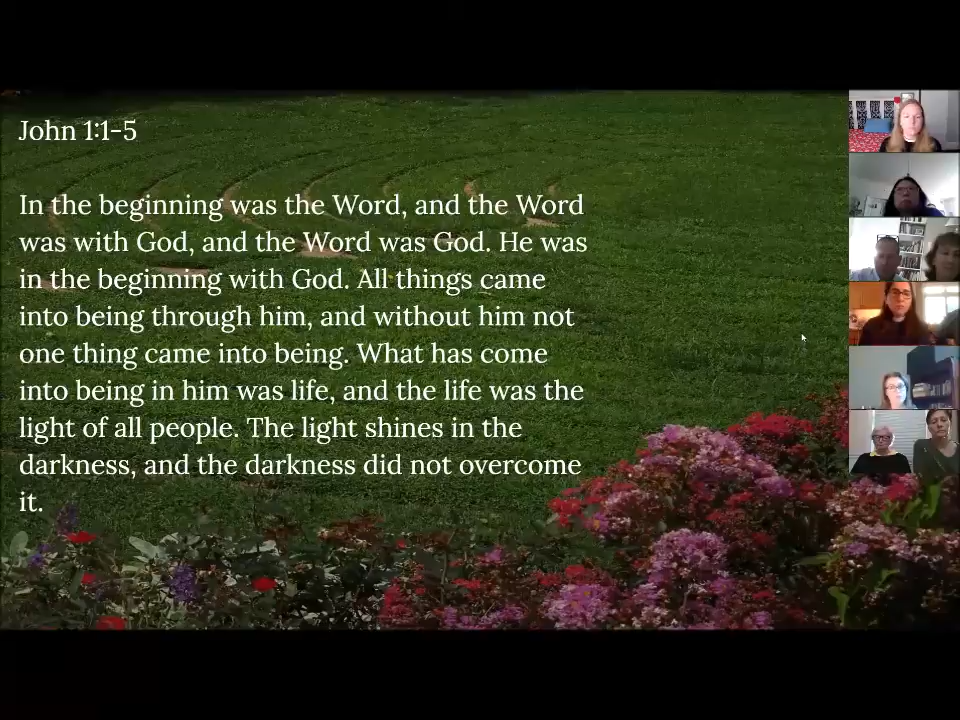 John 1:1-5
In the beginning was the Word, and the Word
was with God, and the Word was God. He was
in the beginning with God. All things came
into being through him, and without him not
one thing came into being. What has come
into being in him was life, and the life was the
light of all people. The light shines in the
darkness, and the darkness did not overcome
it.